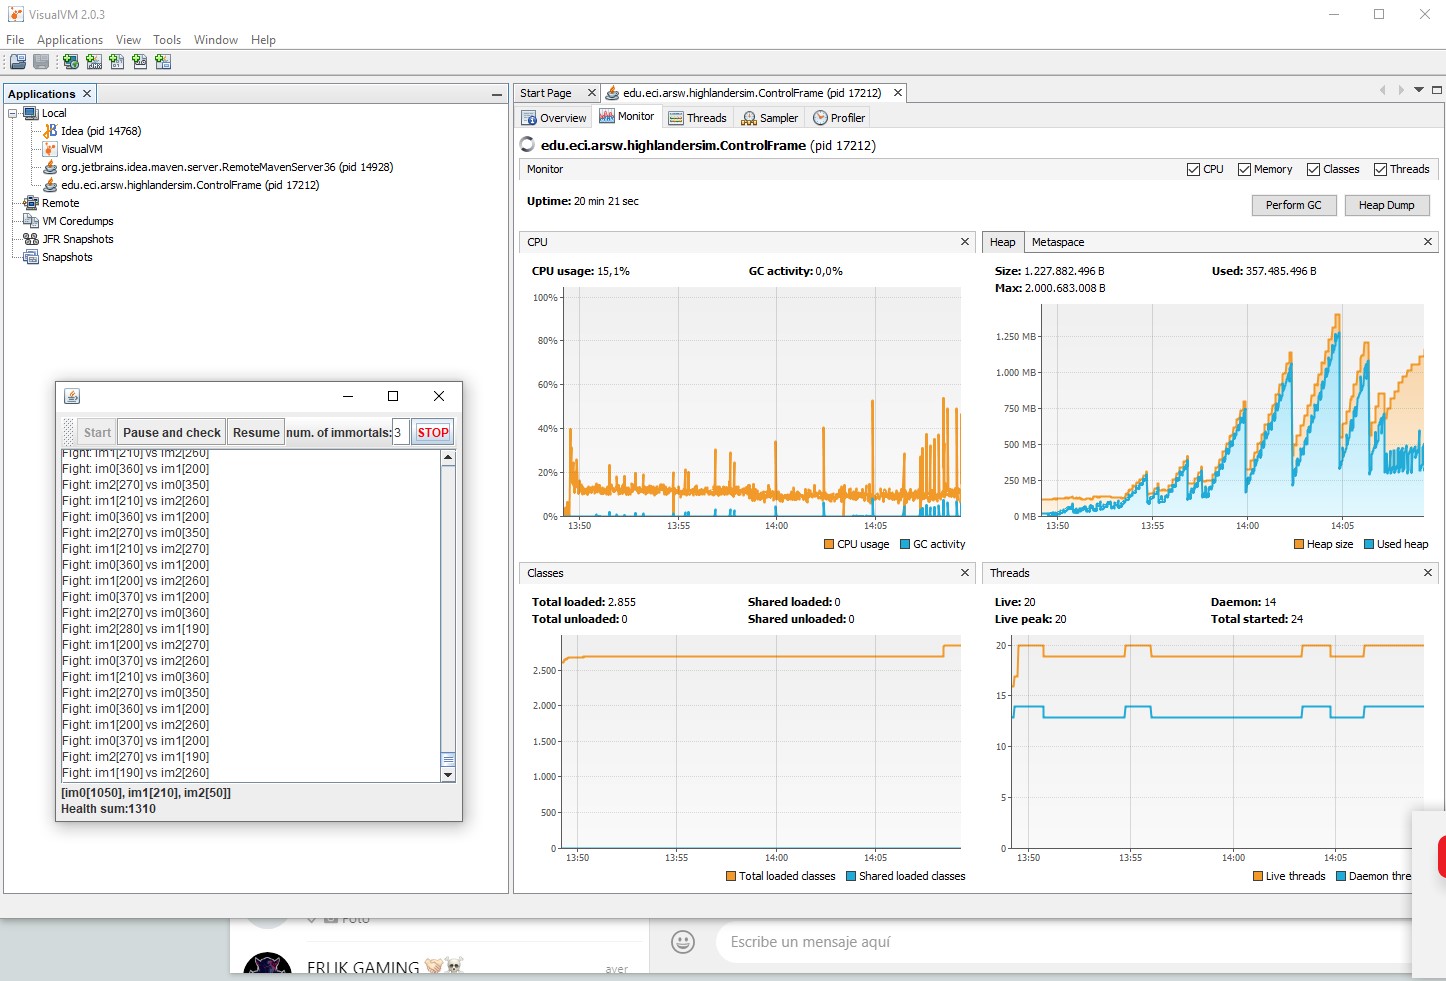 VisualVM 2.0.3
File Applications View Tools Window Help
Applications
Local
Idea (pid 14768)
VisualVM
org.jetbrains.idea.maven.server.RemoteMavenServer36 (pid 14928)
edu.eci.arsw.highlandersim.ControlFrame (pid 17212)
Remote
VM Coredumps
JFR Snapshots
Snapshots
Start Pause and check Resume num. of immortals: 3 STOP
Fight: im1[210] vs im2[260]
Fight: im0[360] vs im1[200]
Fight: im2[270] vs im0[350]
Fight: im1[210] vs im2[260]
Fight: im0[360] vs im1[200]
Fight: im2[270] vs im0[350]
Fight: im1[210] vs im2[270]
Fight: im0[360] vs im1[200]
Fight: im1[200] vs im2[260]
Fight: im0[370] vs im1[200]
Fight: im2[270] vs im0[360]
Fight: im2[280] vs im1[190]
Fight: im1[200] vs im2[270]
Fight: im0[370] vs im2[260]
Fight: im1[210] vs im0[360]
Fight: im2[270] vs im0[350]
Fight: im0[360] vs im1[200]
Fight: im1[200] vs im2[260]
Fight: im0[370] vs im1[200]
Fight: im2[270] vs im1[190]
Fight: im1[190] vs im2[260]
[im0[1050], im1[210], im2[50]]
Health sum:1310
Start Page edu.eci.arsw.highlandersim.ControlFrame (pid 17212)
Overview Monitor Threads Sampler Profiler
edu.eci.arsw.highlandersim.ControlFrame (pid 17212)
Monitor CPU Memory Classes Threads
Uptime: 20 min 21 sec Perform GC Heap Dump
CPU
CPU usage: 15,1% GC activity: 0,0%
100%
80%
60%
40%
20%
0%
13:50 13:55 14:00 14:05
CPU usage GC activity
Heap Metaspace
Size: 1.227.882.496 B Used: 357.485.496 B
Max: 2.000.683.008 B
1.250 MB
1.000 MB
750 MB
500 MB
250 MB
0 MB
13:50 13:55 14:00 14:05
Heap size Used heap
Classes
Total loaded: 2.855 Shared loaded: 0
Total unloaded: 0 Shared unloaded: 0
2.500
2.000
1.500
1.000
500
0
13:50 13:55 14:00 14:05
Total loaded classes Shared loaded classes
Threads
Live: 20 Daemon: 14
Live peak: 20 Total started: 24
20
15
10
5
0
13:50 13:55 14:00 14:05
Live threads Daemon thre
Foto
ERLIK GAMING
ayer
Escribe un mensaje aquí